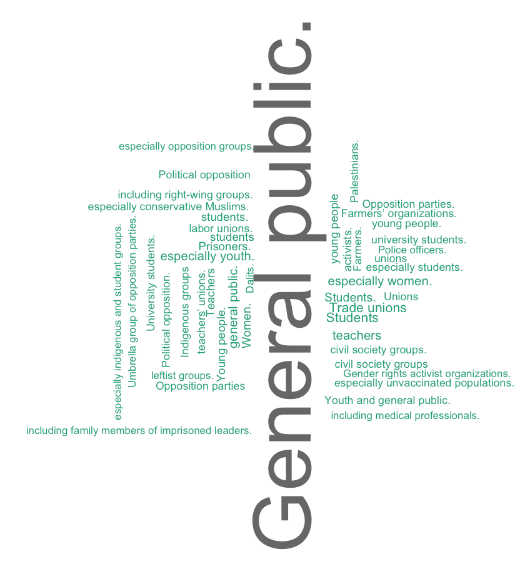 General public.
especially opposition groups.
Political opposition
including right-wing groups.
especially conservative Muslims.
students.
labor unions.
students
Prisoners.
especially youth.
especially indigenous and student groups.
Umbrella group of opposition parties.
University students.
Political opposition.
Indigenous groups
teachers' unions.
Teachers
Young people.
general public.
Women.
Dalits.
leftist groups.
Opposition parties
including family members of imprisoned leaders.
Palestinians.
young people
activists.
Farmers.
Opposition parties.
Farmers' organizations.
young people.
university students.
Police officers.
unions
especially students.
especially women.
Students.
Unions
Trade unions
Students
teachers
civil society groups.
civil society groups
Gender rights activist organizations.
especially unvaccinated populations.
Youth and general public.
including medical professionals.